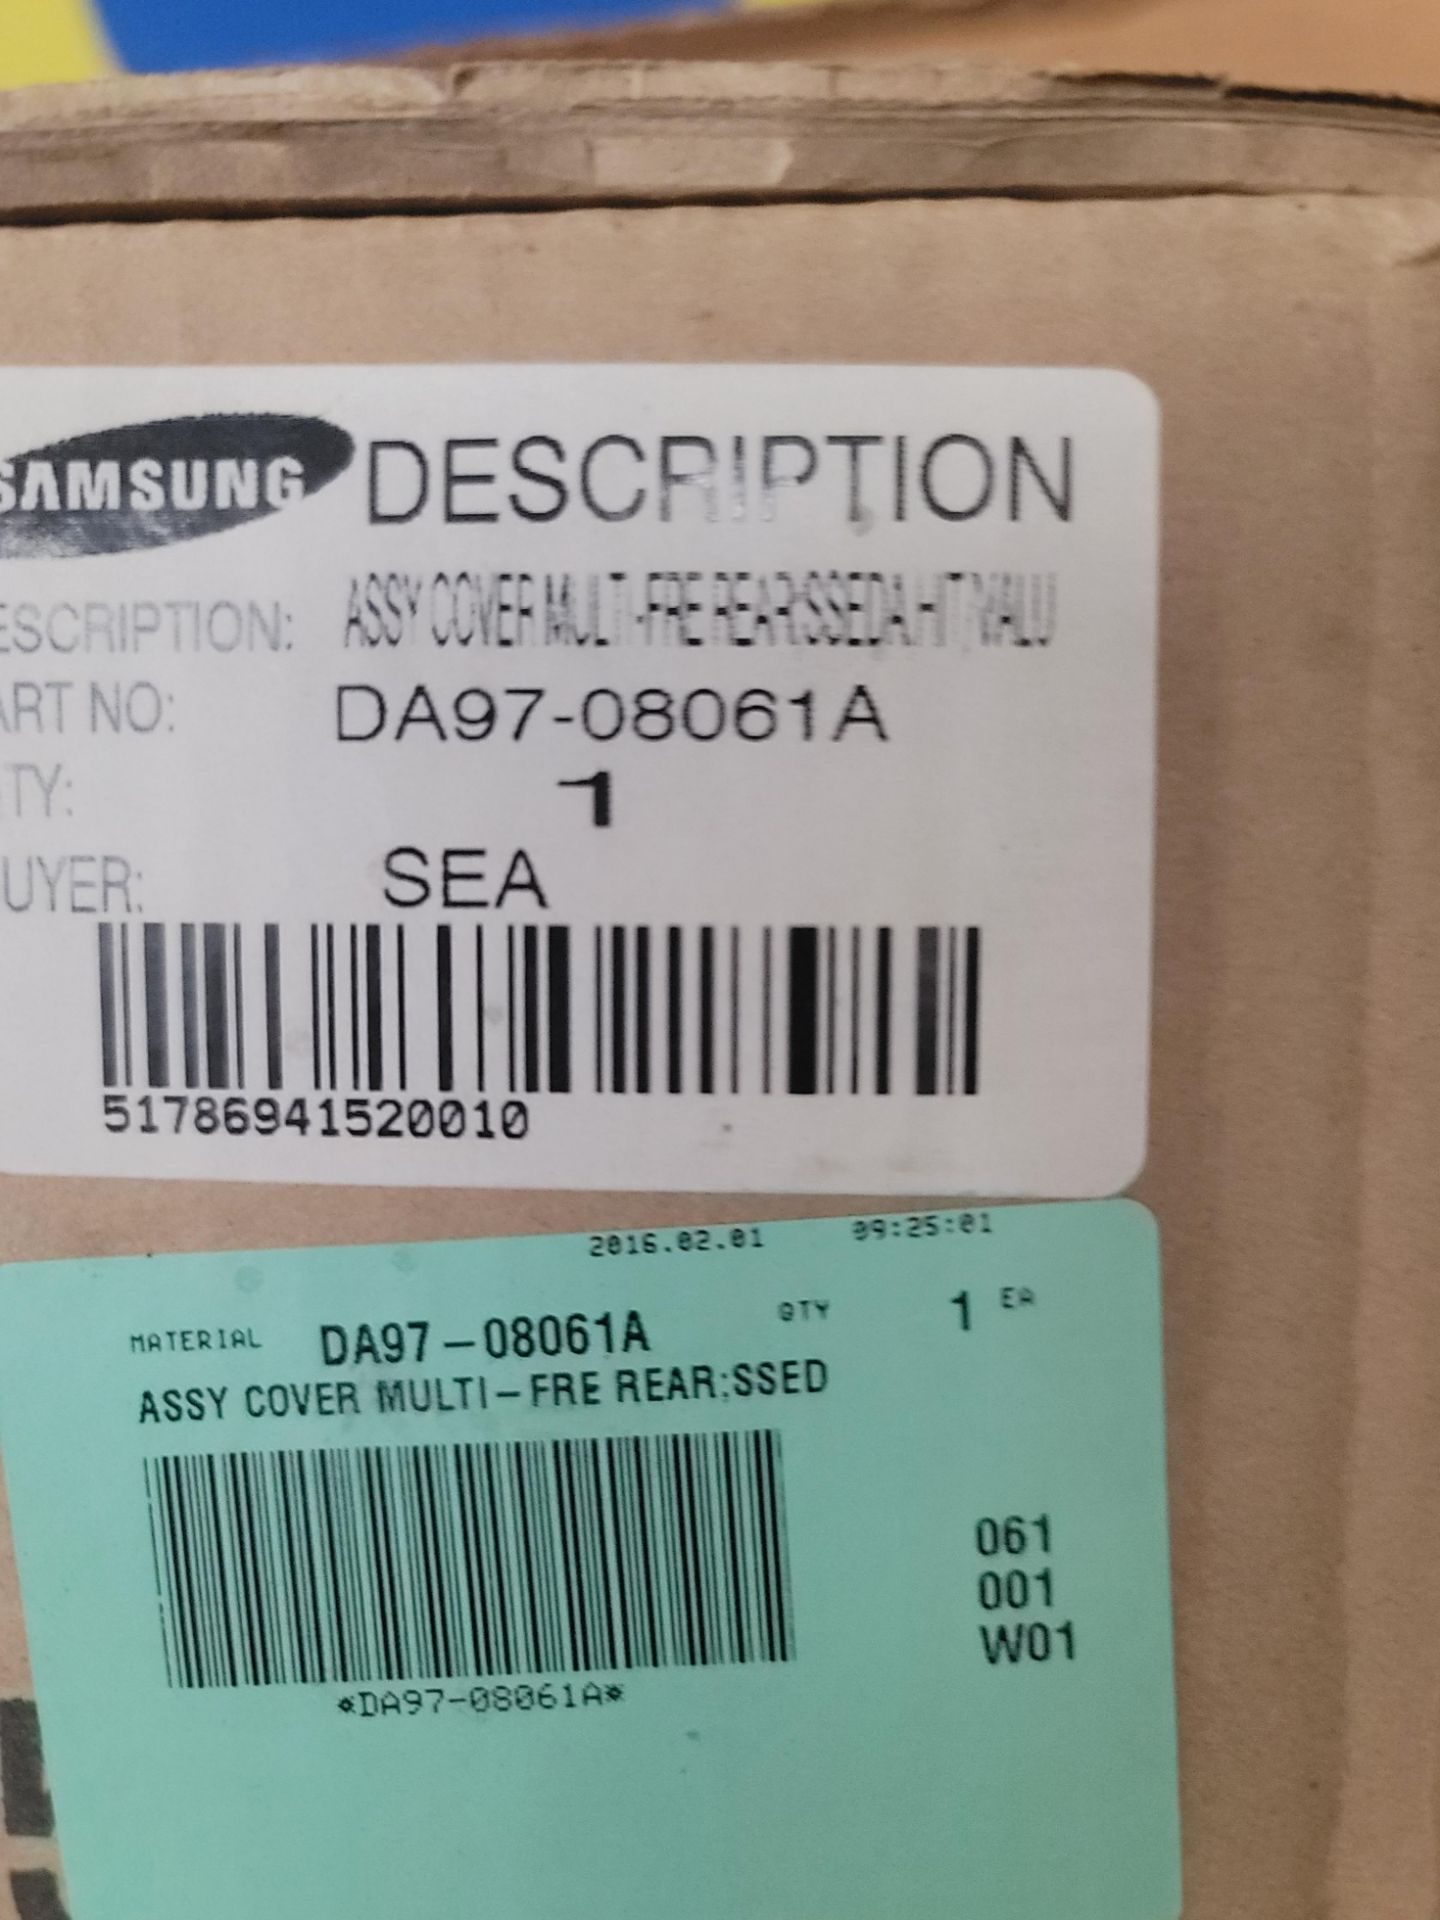 SAMSUNG DESCRIPTION
ESCRIPTION: ASSY COVER MULTI-FRE REAR:SSEDA.HIT,VALU
ART NO: DA97-08061A
TY: 1
UYER: SEA
51786941520010
2016.02.01 09:25:01
MATERIAL DA97-08061A QTY 1 EA
ASSY COVER MULTI-FRE REAR:SSED
061
001
W01
*DA97-08061A*